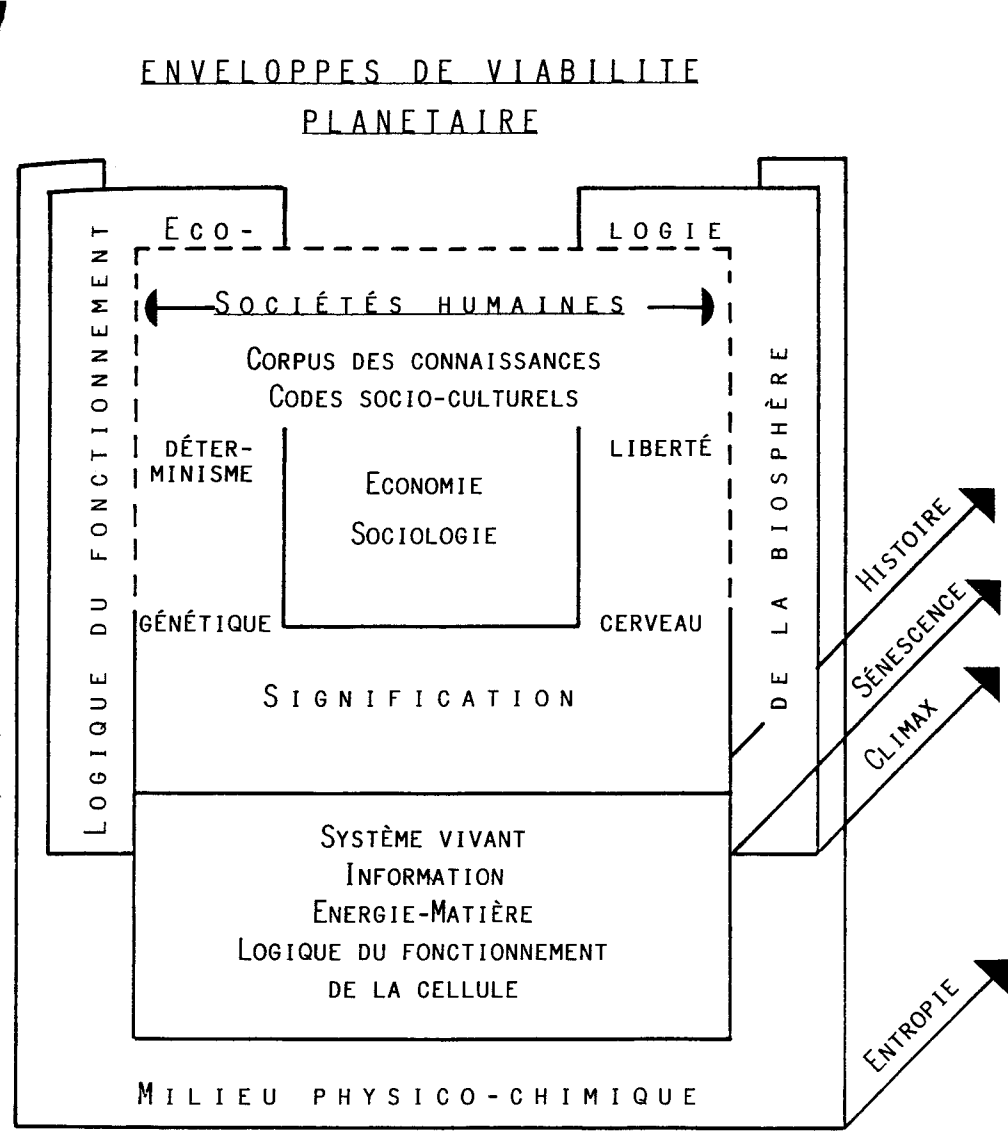 ENVELOPPES DE VIABILITE
PLANETAIRE
ECO-
LOGIE
LOGIQUE DU FONCTIONNEMENT
DE LA BIOSPHÈRE
SOCIÉTÉS HUMAINES
CORPUS DES CONNAISSANCES
CODES SOCIO-CULTURELS
DÉTER-
MINISME
LIBERTÉ
ECONOMIE
SOCIOLOGIE
GÉNÉTIQUE
CERVEAU
SIGNIFICATION
HISTOIRE
SÉNESCENCE
CLIMAX
SYSTÈME VIVANT
INFORMATION
ENERGIE-MATIÈRE
LOGIQUE DU FONCTIONNEMENT
DE LA CELLULE
ENTROPIE
MILIEU PHYSICO-CHIMIQUE